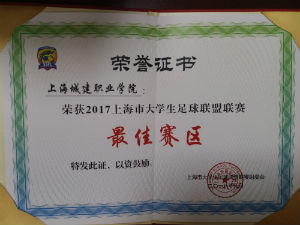 荣誉证书
上海城建职业学院：
荣获2017上海市大学生足球联盟联赛
最佳赛区
特发此证、以资鼓励